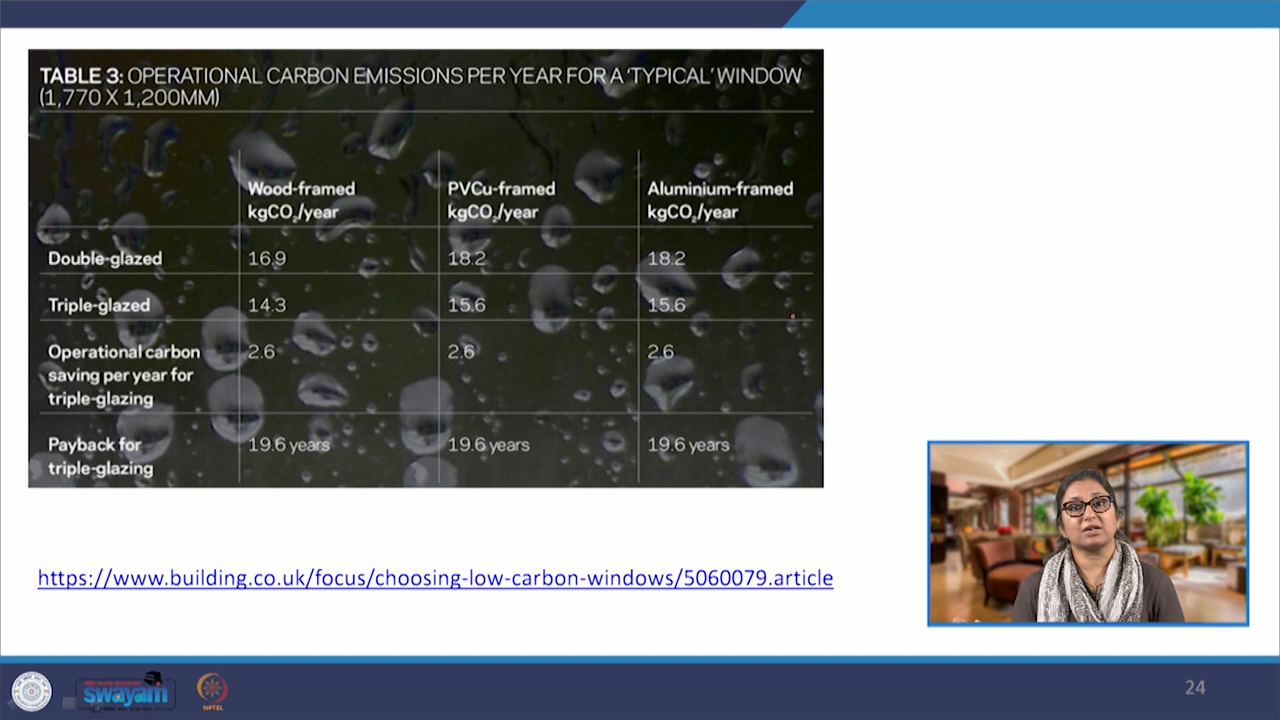 TABLE 3: OPERATIONAL CARBON EMISSIONS PER YEAR FOR A 'TYPICAL' WINDOW
(1,770 X 1,200MM)
Wood-framed PVCu-framed Aluminium-framed
kgCO₂/year kgCO₂/year kgCO₂/year
Double-glazed 16.9 18.2 18.2
Triple-glazed 14.3 15.6 15.6
Operational carbon 2.6 2.6 2.6
saving per year for
triple-glazing
Payback for 19.6 years 19.6 years 19.6 years
triple-glazing
https://www.building.co.uk/focus/choosing-low-carbon-windows/5060079.article
swayam
NPTEL
24